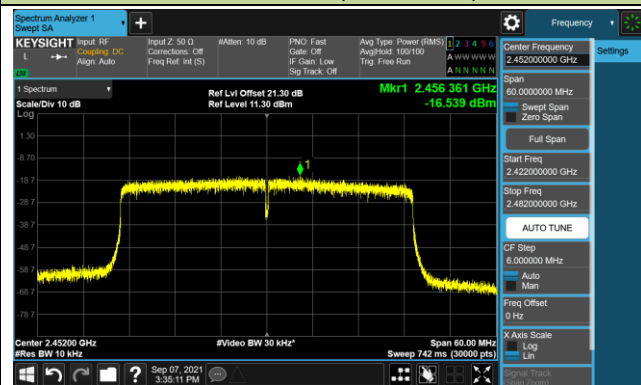 Spectrum Analyzer 1
Swept SA
+
Frequency
KEYSIGHT
L
LXI
Input: RF
Coupling: DC
Align: Auto
Input Z: 50 Ω
Corrections: Off
Freq Ref: Int (S)
#Atten: 10 dB
PNO: Fast
Gate: Off
IF Gain: Low
Sig Track: Off
Avg Type: Power (RMS)
Avg|Hold: 100/100
Trig: Free Run
1 2 3 4 5 6
A W W W W W
A N N N N N
1 Spectrum
Scale/Div 10 dB
Log
Ref Lvl Offset 21.30 dB
Ref Level 11.30 dBm
Mkr1 2.456 361 GHz
-16.539 dBm
1.30
-8.70
-18.7
-28.7
-38.7
-48.7
-58.7
-68.7
-78.7
1
Center 2.45200 GHz
#Res BW 10 kHz
#Video BW 30 kHz*
Span 60.00 MHz
Sweep 742 ms (30000 pts)
Sep 07, 2021
3:35:11 PM
Center Frequency
2.452000000 GHz
Span
60.0000000 MHz
Swept Span
Zero Span
Full Span
Start Freq
2.422000000 GHz
Stop Freq
2.482000000 GHz
AUTO TUNE
CF Step
6.000000 MHz
Auto
Man
Freq Offset
0 Hz
X Axis Scale
Log
Lin
Signal Track
(Span Zoom)
Settings